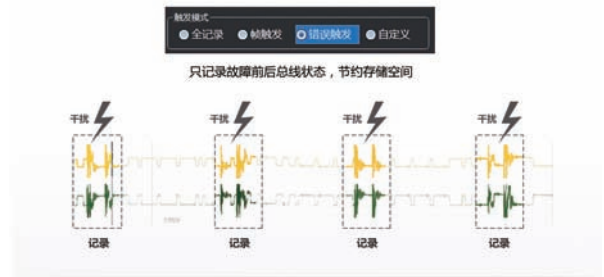 触发模式
全记录 帧触发 错误触发 自定义
只记录故障前后总线状态，节约存储空间
干扰 干扰 干扰 干扰
记录 记录 记录 记录